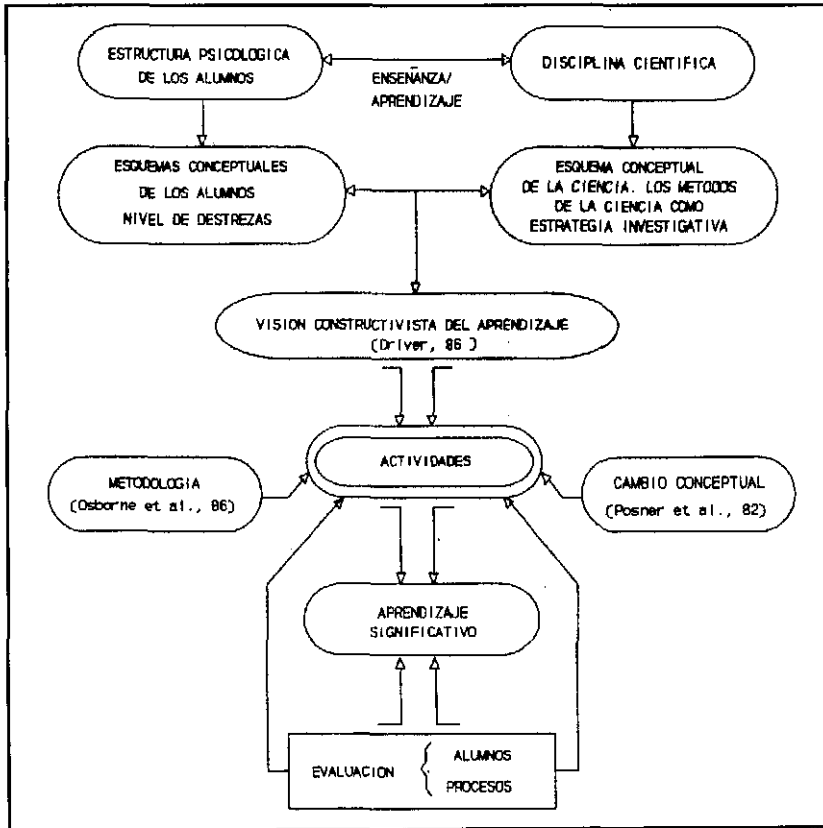 ESTRUCTURA PSICOLOGICA
DE LOS ALUMNOS
ENSEÑANZA/
APRENDIZAJE
DISCIPLINA CIENTIFICA
ESQUEMAS CONCEPTUALES
DE LOS ALUMNOS
NIVEL DE DESTREZAS
ESQUEMA CONCEPTUAL
DE LA CIENCIA. LOS METODOS
DE LA CIENCIA COMO
ESTRATEGIA INVESTIGATIVA
VISION CONSTRUCTIVISTA DEL APRENDIZAJE
(Driver, 86 )
ACTIVIDADES
METODOLOGIA
(Osborne et al., 86)
CAMBIO CONCEPTUAL
(Posner et al., 82)
APRENDIZAJE
SIGNIFICATIVO
EVALUACION
ALUMNOS
PROCESOS